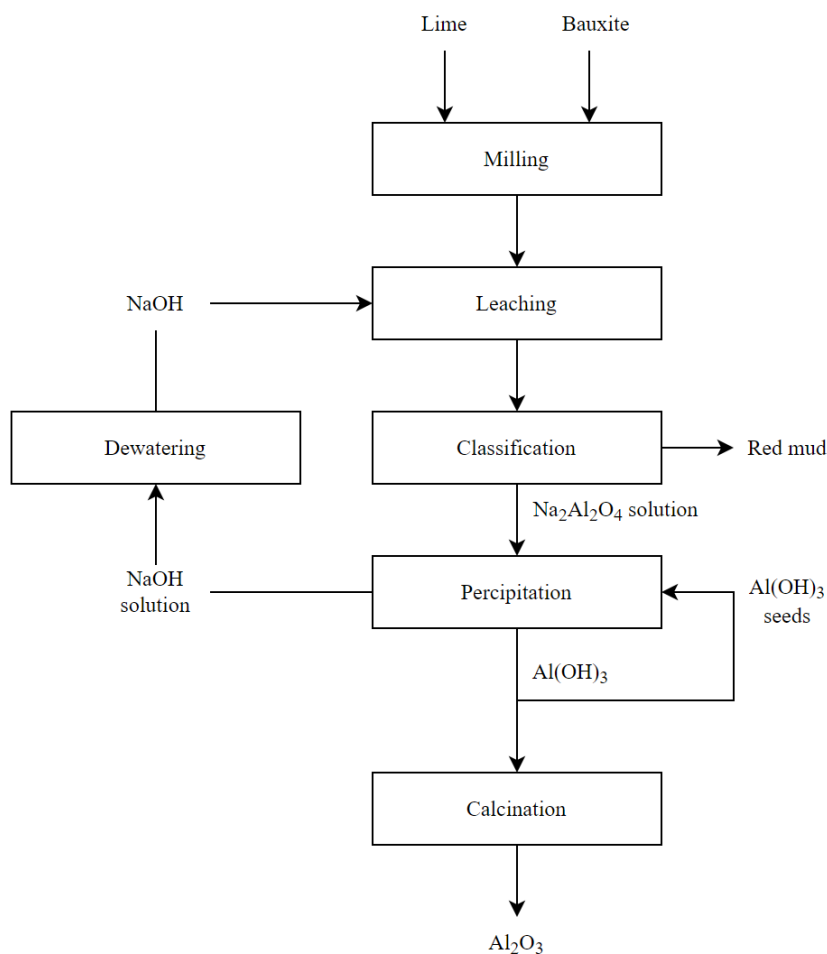 Lime
Bauxite
Milling
NaOH
Leaching
Dewatering
Classification
Red mud
Na₂Al₂O₄ solution
NaOH
solution
Percipitation
Al(OH)₃
seeds
Al(OH)₃
Calcination
Al₂O₃